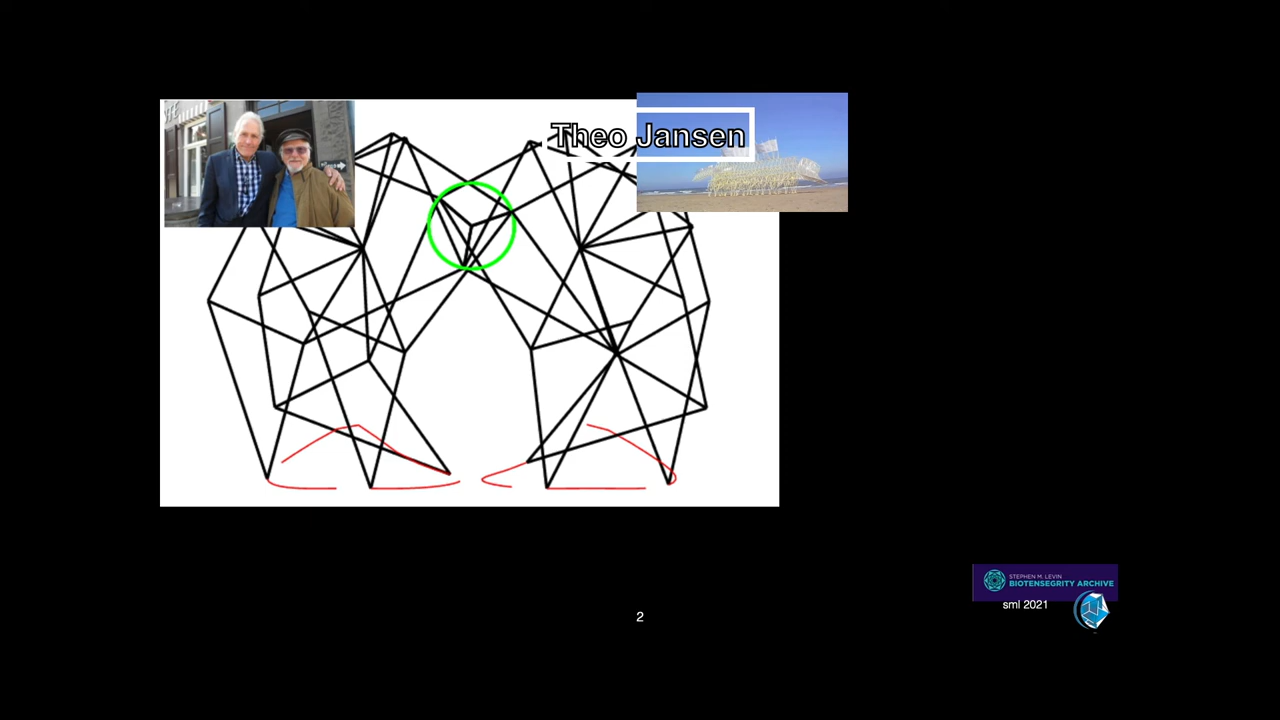 Theo Jansen
STEPHEN M. LEVIN
BIOTENSEGRITY ARCHIVE
sml 2021
2